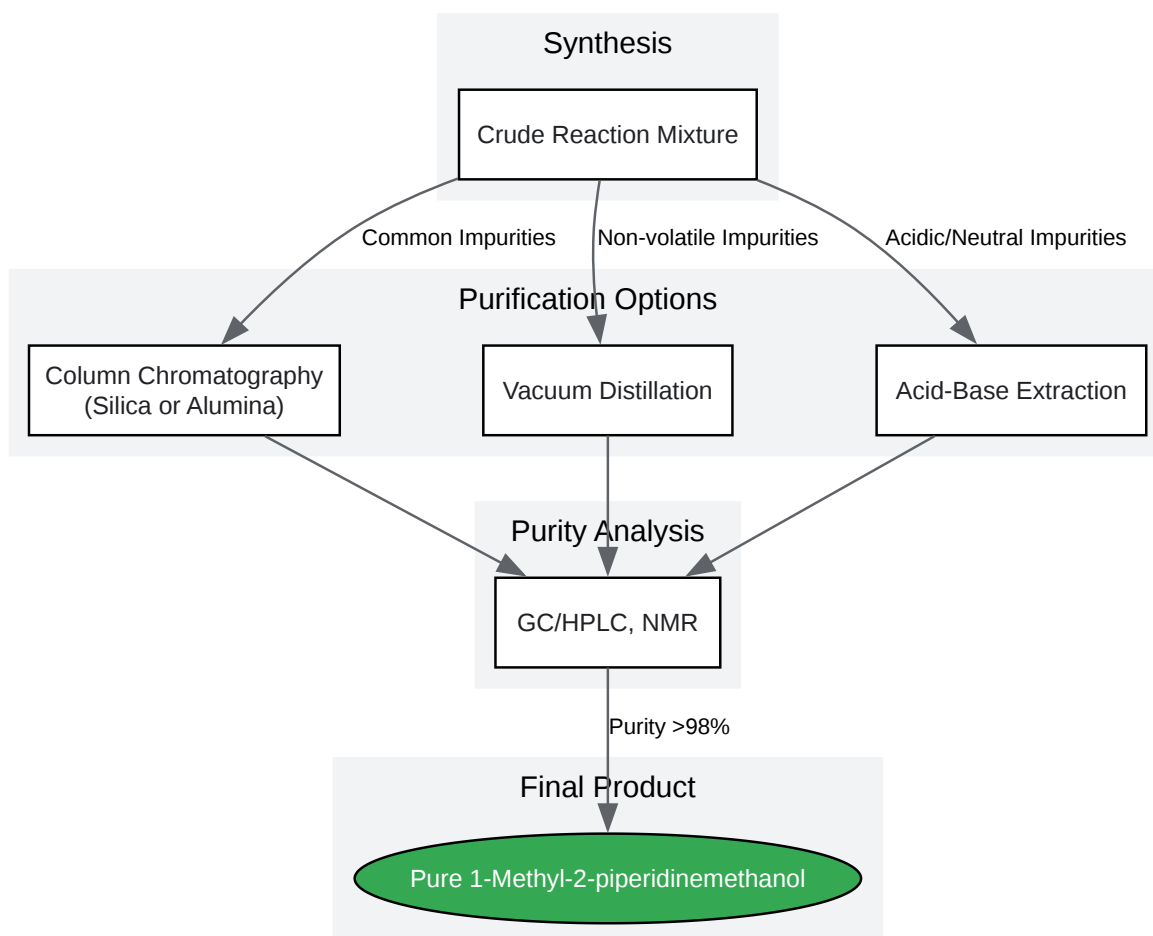 Synthesis
Crude Reaction Mixture
Common Impurities
Non-volatile Impurities
Acidic/Neutral Impurities
Purification Options
Column Chromatography
(Silica or Alumina)
Vacuum Distillation
Acid-Base Extraction
Purity Analysis
GC/HPLC, NMR
Purity >98%
Final Product
Pure 1-Methyl-2-piperidinemethanol